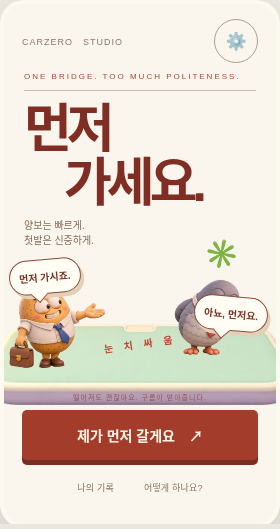 CARZERO STUDIO
ONE BRIDGE. TOO MUCH POLITENESS.
먼저
가세요.
양보는 빠르게.
첫발은 신중하게.
먼저 가시죠.
아뇨, 먼저요.
눈치싸움
떨어져도 괜찮아요. 구름이 받아줍니다.
제가 먼저 갈게요 ↗
나의 기록 어떻게 하나요?